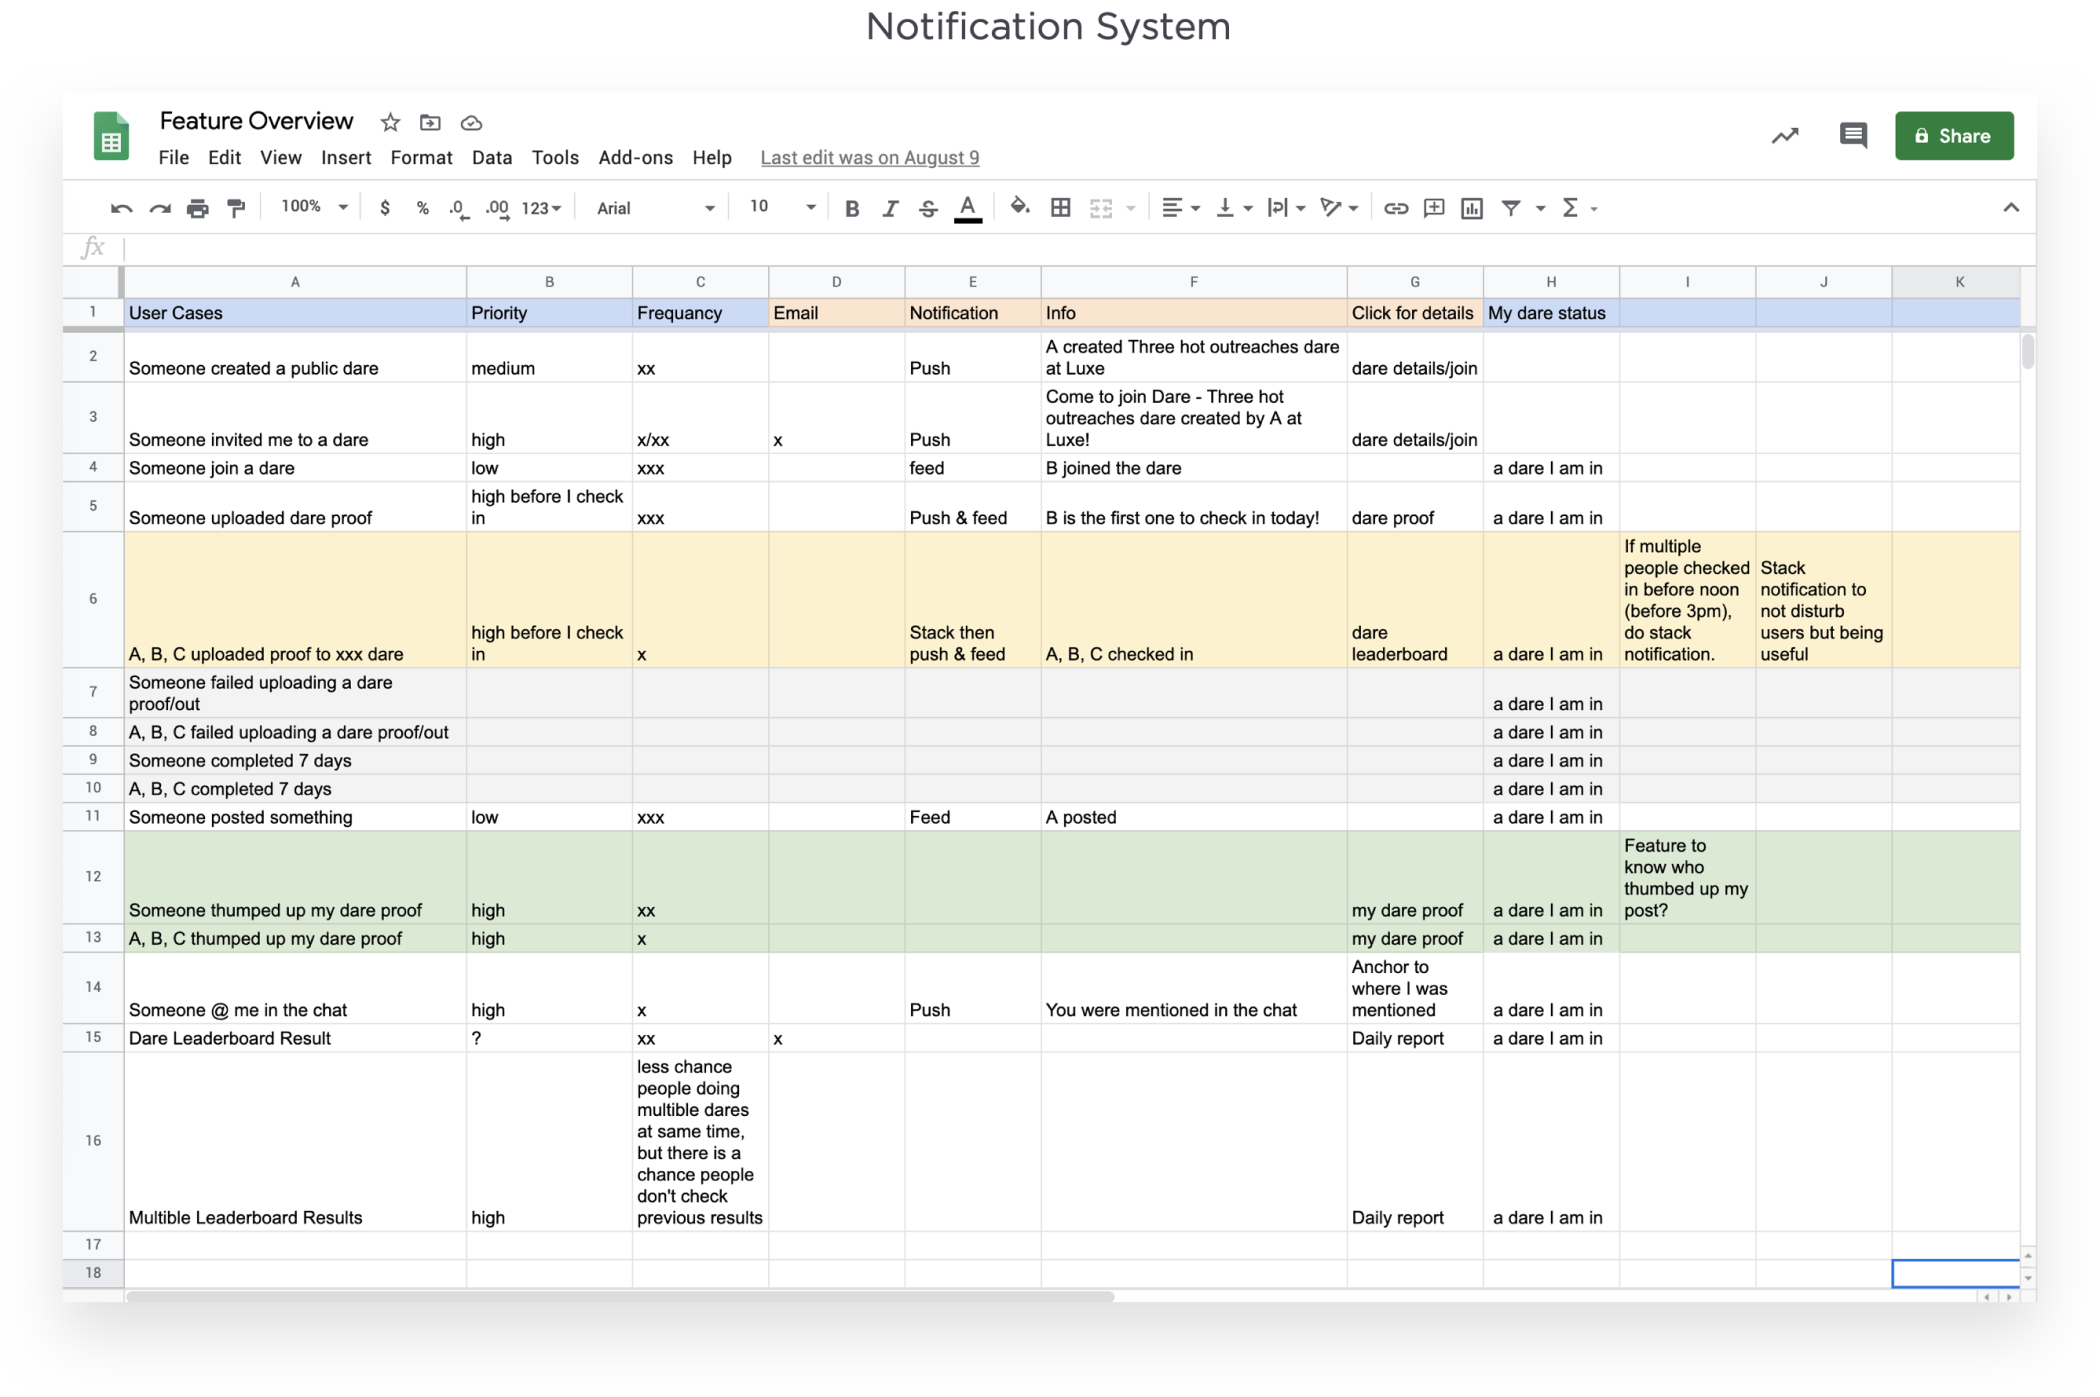 Notification System
Feature Overview
File Edit View Insert Format Data Tools Add-ons Help Last edit was on August 9
Share
100% $ % .0 .00 123 Arial 10 B I S A
fx
A B C D E F G H I J K
1 User Cases Priority Frequancy Email Notification Info Click for details My dare status
2 Someone created a public dare medium xx Push A created Three hot outreaches dare
at Luxe dare details/join
3 Someone invited me to a dare high x/xx x Push Come to join Dare - Three hot
outreaches dare created by A at
Luxe! dare details/join
4 Someone join a dare low xxx feed B joined the dare a dare I am in
5 Someone uploaded dare proof high before I check
in xxx Push & feed B is the first one to check in today! dare proof a dare I am in
6 A, B, C uploaded proof to xxx dare high before I check
in x Stack then
push & feed A, B, C checked in dare
leaderboard a dare I am in If multiple
people checked
in before noon
(before 3pm),
do stack
notification. Stack
notification to
not disturb
users but being
useful
7 Someone failed uploading a dare
proof/out a dare I am in
8 A, B, C failed uploading a dare proof/out a dare I am in
9 Someone completed 7 days a dare I am in
10 A, B, C completed 7 days a dare I am in
11 Someone posted something low xxx Feed A posted a dare I am in
12 Someone thumped up my dare proof high xx my dare proof a dare I am in Feature to
know who
thumbed up my
post?
13 A, B, C thumped up my dare proof high x my dare proof a dare I am in
14 Someone @ me in the chat high x Push You were mentioned in the chat Anchor to
where I was
mentioned a dare I am in
15 Dare Leaderboard Result ? xx x Daily report a dare I am in
16 Multible Leaderboard Results high less chance
people doing
multible dares
at same time,
but there is a
chance people
don't check
previous results Daily report a dare I am in
17
18